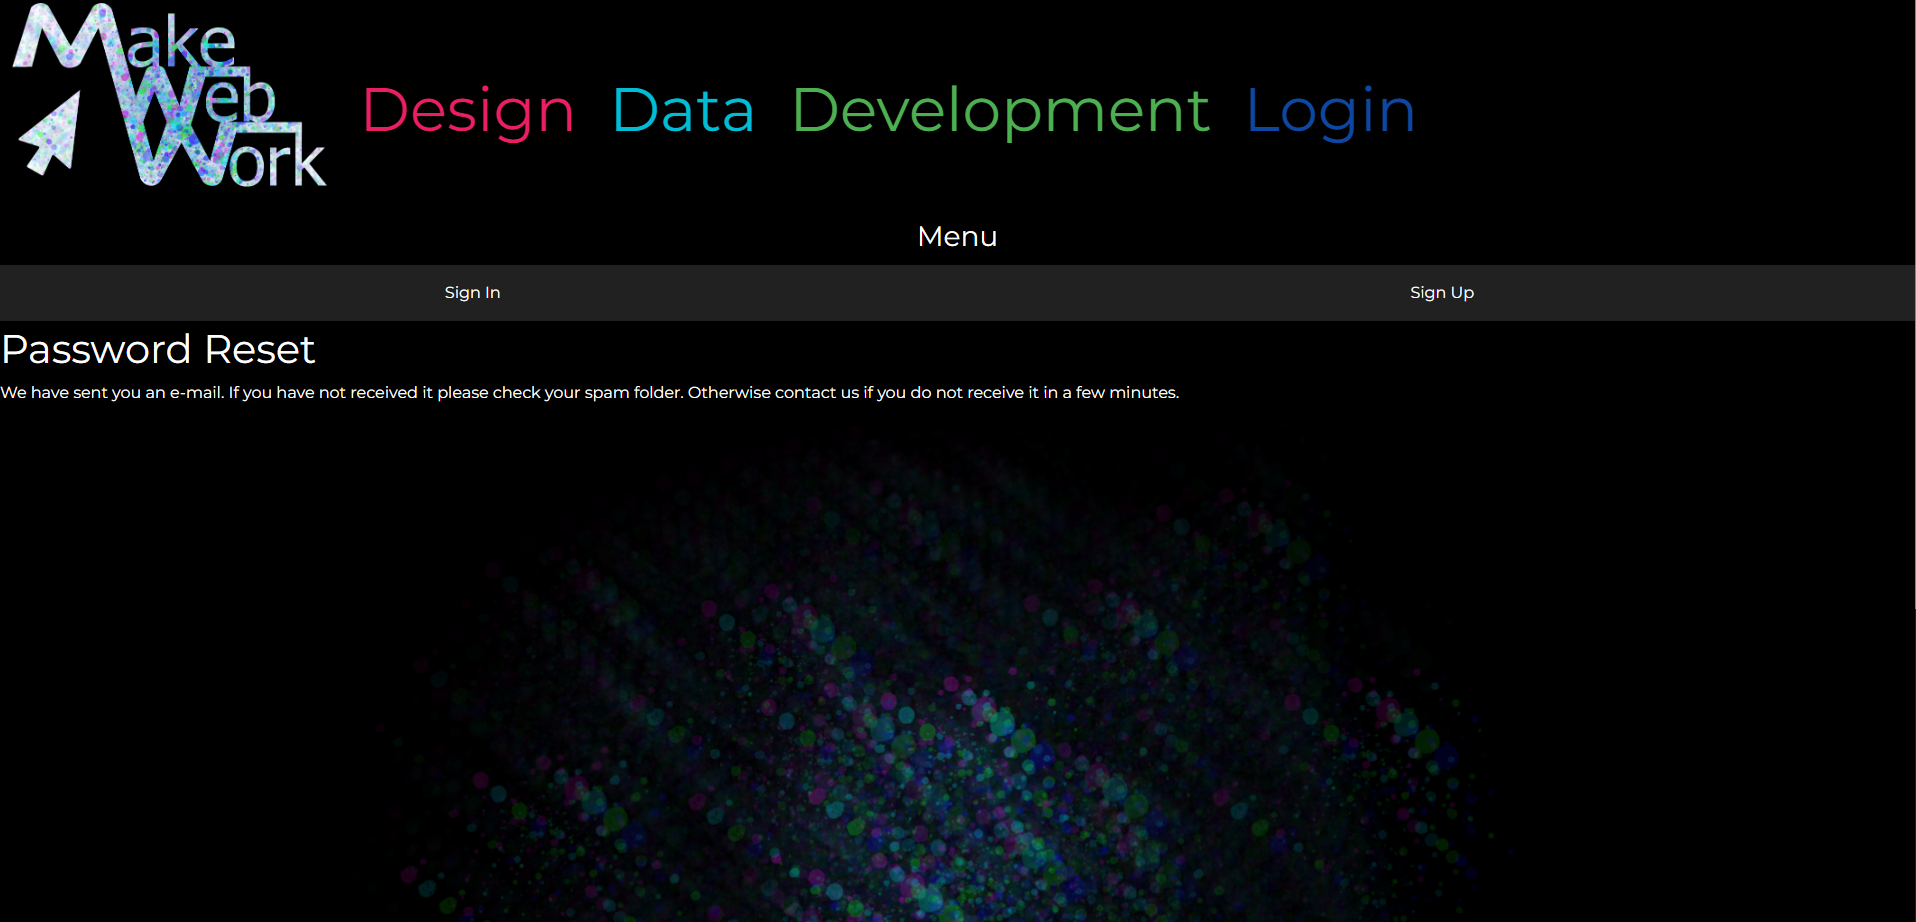 Make
Web
Work
Design Data Development Login
Menu
Sign In Sign Up
Password Reset
We have sent you an e-mail. If you have not received it please check your spam folder. Otherwise contact us if you do not receive it in a few minutes.